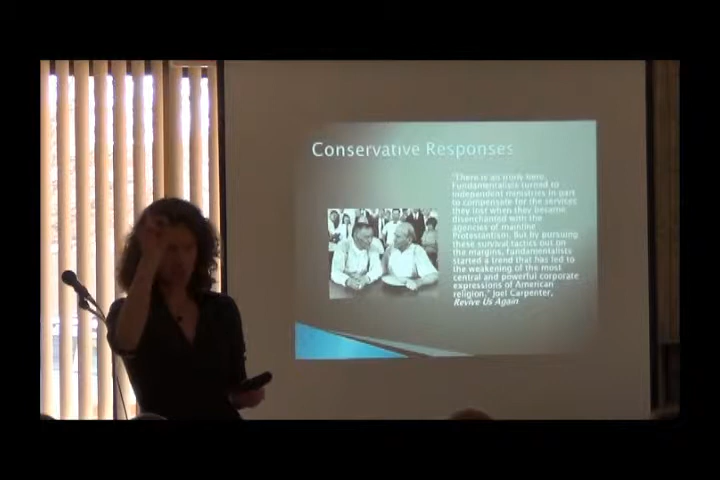 Conservative Responses
"There is an irony here.
Fundamentalists turned to
independent ministries in part
to compensate for the services
they lost when they became
disenchanted with the
agencies of mainline
Protestantism. But by pursuing
these survival tactics out on
the margins, fundamentalists
started a trend that has led to
the weakening of the most
central and powerful corporate
expressions of American
religion." Joel Carpenter,
Revive Us Again